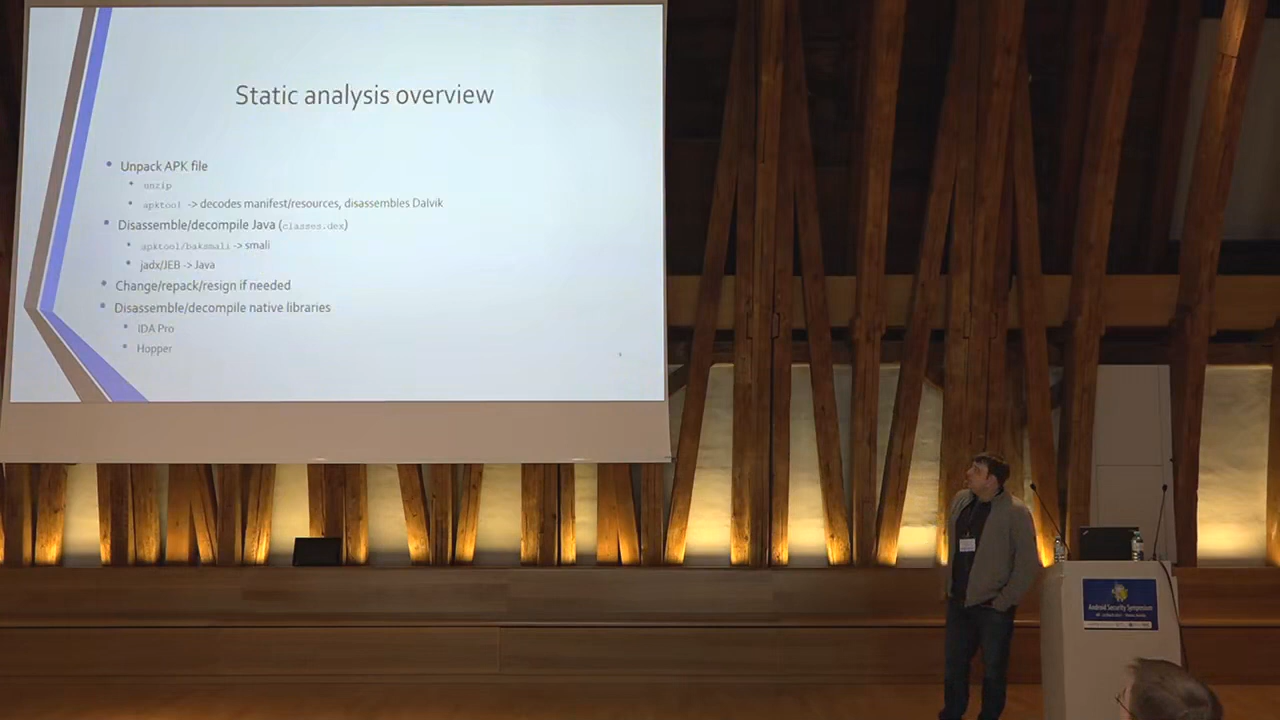 Static analysis overview
• Unpack APK file
• unzip
• apktool -> decodes manifest/resources, disassembles Dalvik
• Disassemble/decompile Java (classes.dex)
• apktool/baksmali -> smali
• jadx/JEB -> Java
• Change/repack/resign if needed
• Disassemble/decompile native libraries
• IDA Pro
• Hopper
Android Security Symposium